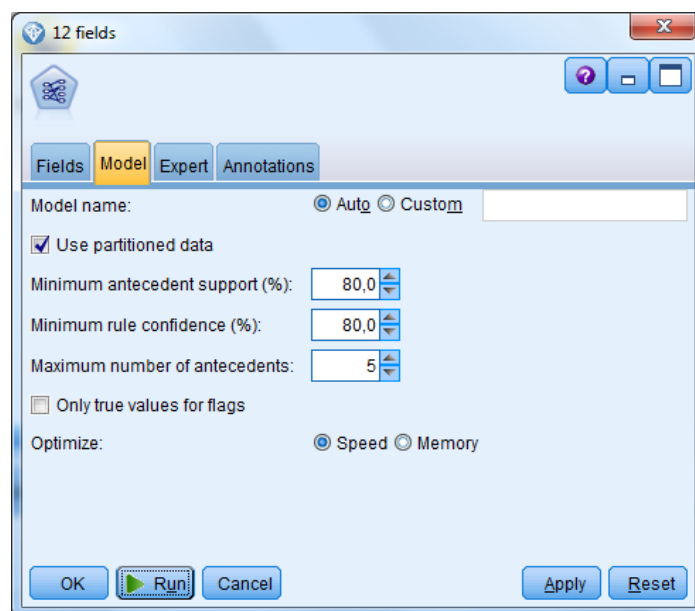 12 fields
Fields Model Expert Annotations
Model name: Auto Custom
Use partitioned data
Minimum antecedent support (%): 80,0
Minimum rule confidence (%): 80,0
Maximum number of antecedents: 5
Only true values for flags
Optimize: Speed Memory
OK Run Cancel Apply Reset